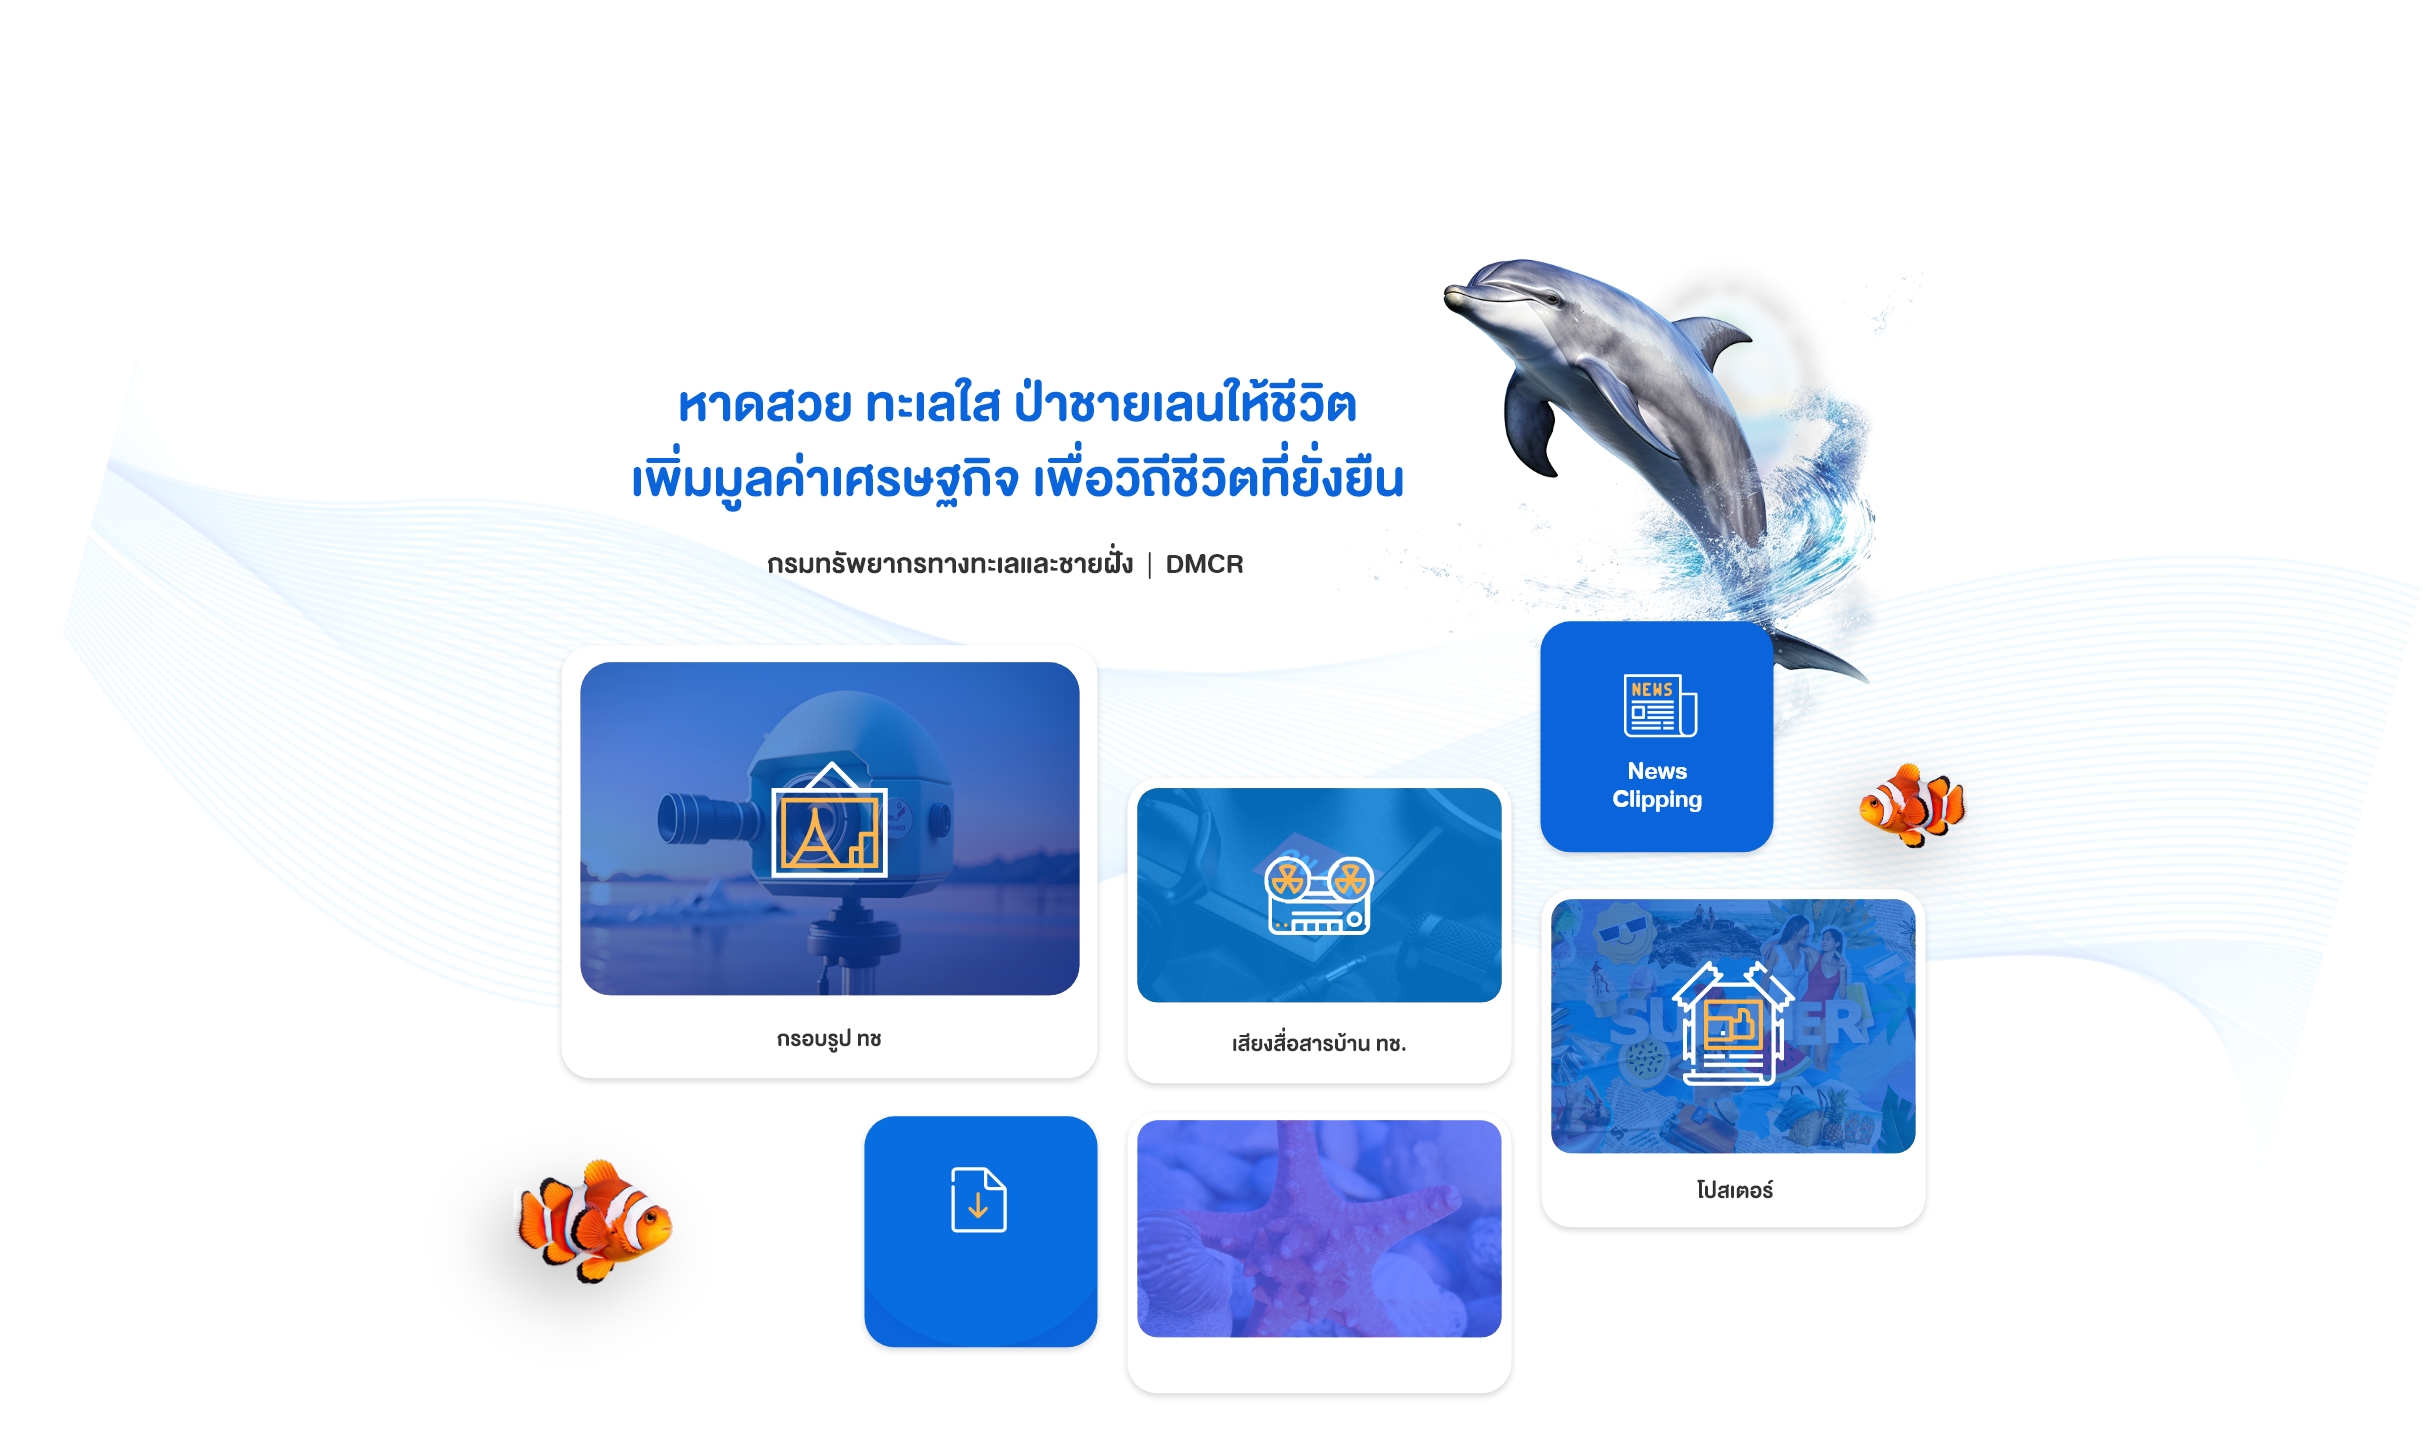 หาดสวย ทะเลใส ป่าชายเลนให้ชีวิต
เพิ่มมูลค่าเศรษฐกิจ เพื่อวิถีชีวิตที่ยั่งยืน
กรมทรัพยากรทางทะเลและชายฝั่ง | DMCR
NEWS
News
Clipping
กรอบรูป ทช
เสียงสื่อสารบ้าน ทช.
โปสเตอร์